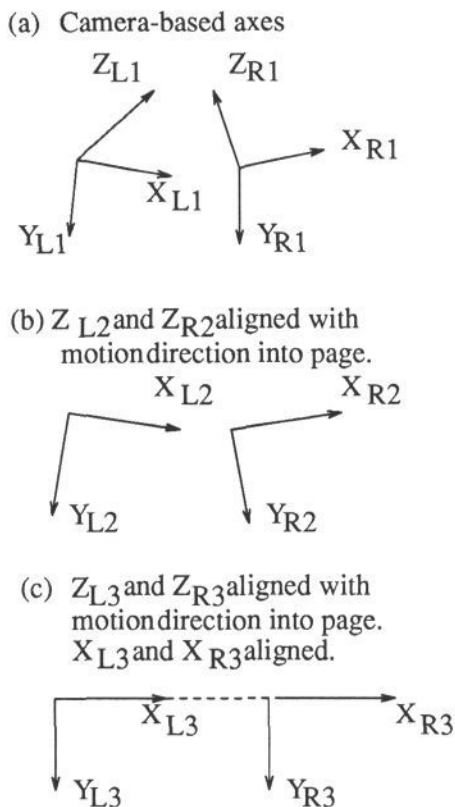 (a) Camera-based axes
Z L1 Z R1
X R1
X L1
Y L1 Y R1
(b) Z L2 and Z R2 aligned with
motion direction into page.
X L2 X R2
Y L2 Y R2
(c) Z L3 and Z R3 aligned with
motion direction into page.
X L3 and X R3 aligned.
X L3 X R3
Y L3 Y R3